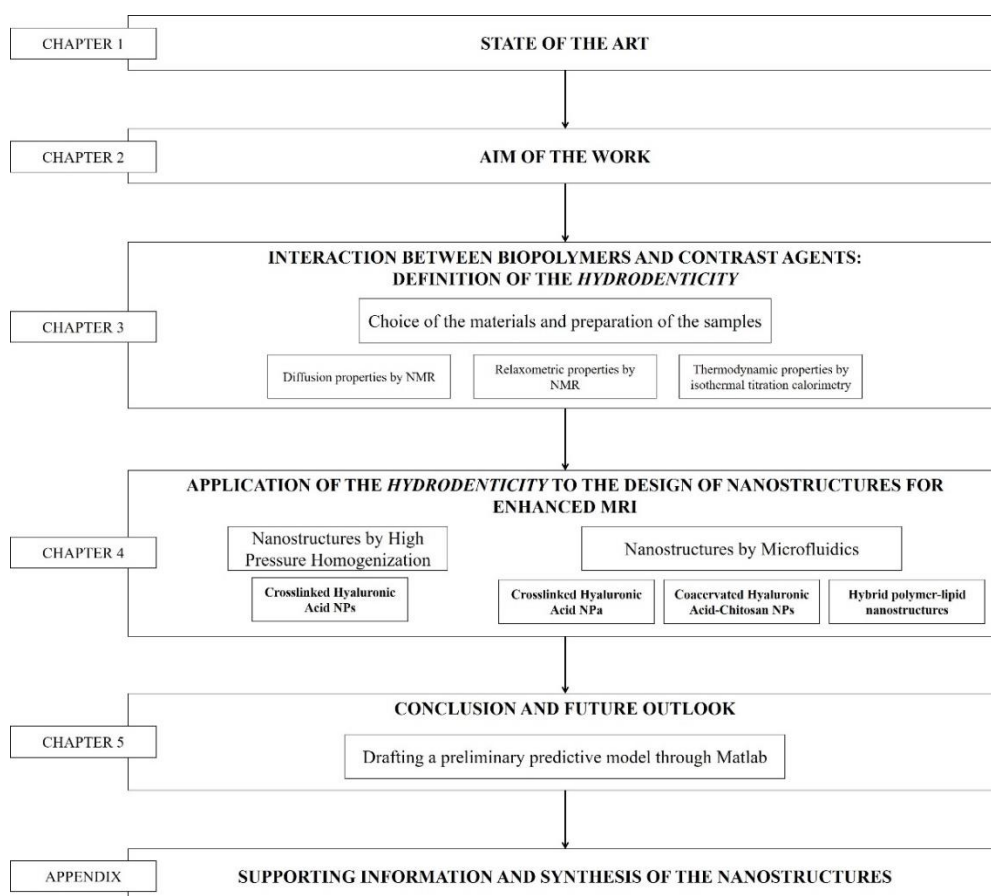 CHAPTER 1
STATE OF THE ART
CHAPTER 2
AIM OF THE WORK
CHAPTER 3
INTERACTION BETWEEN BIOPOLYMERS AND CONTRAST AGENTS:
DEFINITION OF THE HYDRODENTICITY
Choice of the materials and preparation of the samples
Diffusion properties by NMR
Relaxometric properties by
NMR
Thermodynamic properties by
isothermal titration calorimetry
CHAPTER 4
APPLICATION OF THE HYDRODENTICITY TO THE DESIGN OF NANOSTRUCTURES FOR
ENHANCED MRI
Nanostructures by High
Pressure Homogenization
Crosslinked Hyaluronic
Acid NPs
Nanostructures by Microfluidics
Crosslinked Hyaluronic
Acid NPa
Coacervated Hyaluronic
Acid-Chitosan NPs
Hybrid polymer-lipid
nanostructures
CHAPTER 5
CONCLUSION AND FUTURE OUTLOOK
Drafting a preliminary predictive model through Matlab
APPENDIX
SUPPORTING INFORMATION AND SYNTHESIS OF THE NANOSTRUCTURES